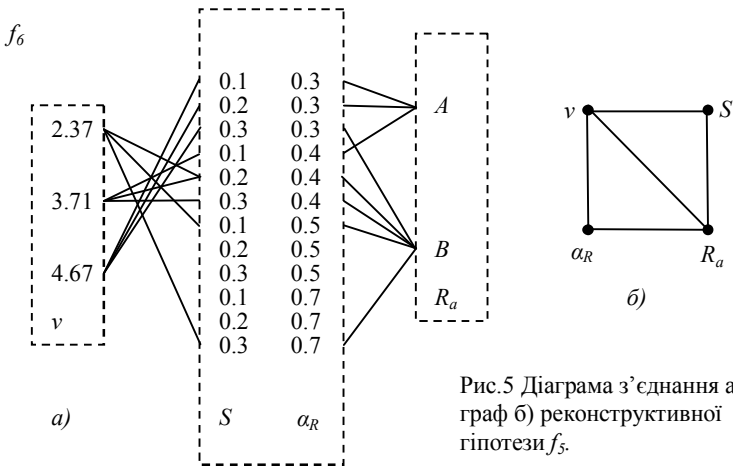 f6
0.1 0.3
0.2 0.3
0.3 0.3
0.1 0.4
0.2 0.4
0.3 0.4
0.1 0.5
0.2 0.5
0.3 0.5
0.1 0.7
0.2 0.7
0.3 0.7
S αR
2.37
3.71
4.67
v
а)
A
B
Ra
v S
αR Ra
б)
Рис.5 Діаграма з’єднання а
граф б) реконструктивної
гіпотези f5.